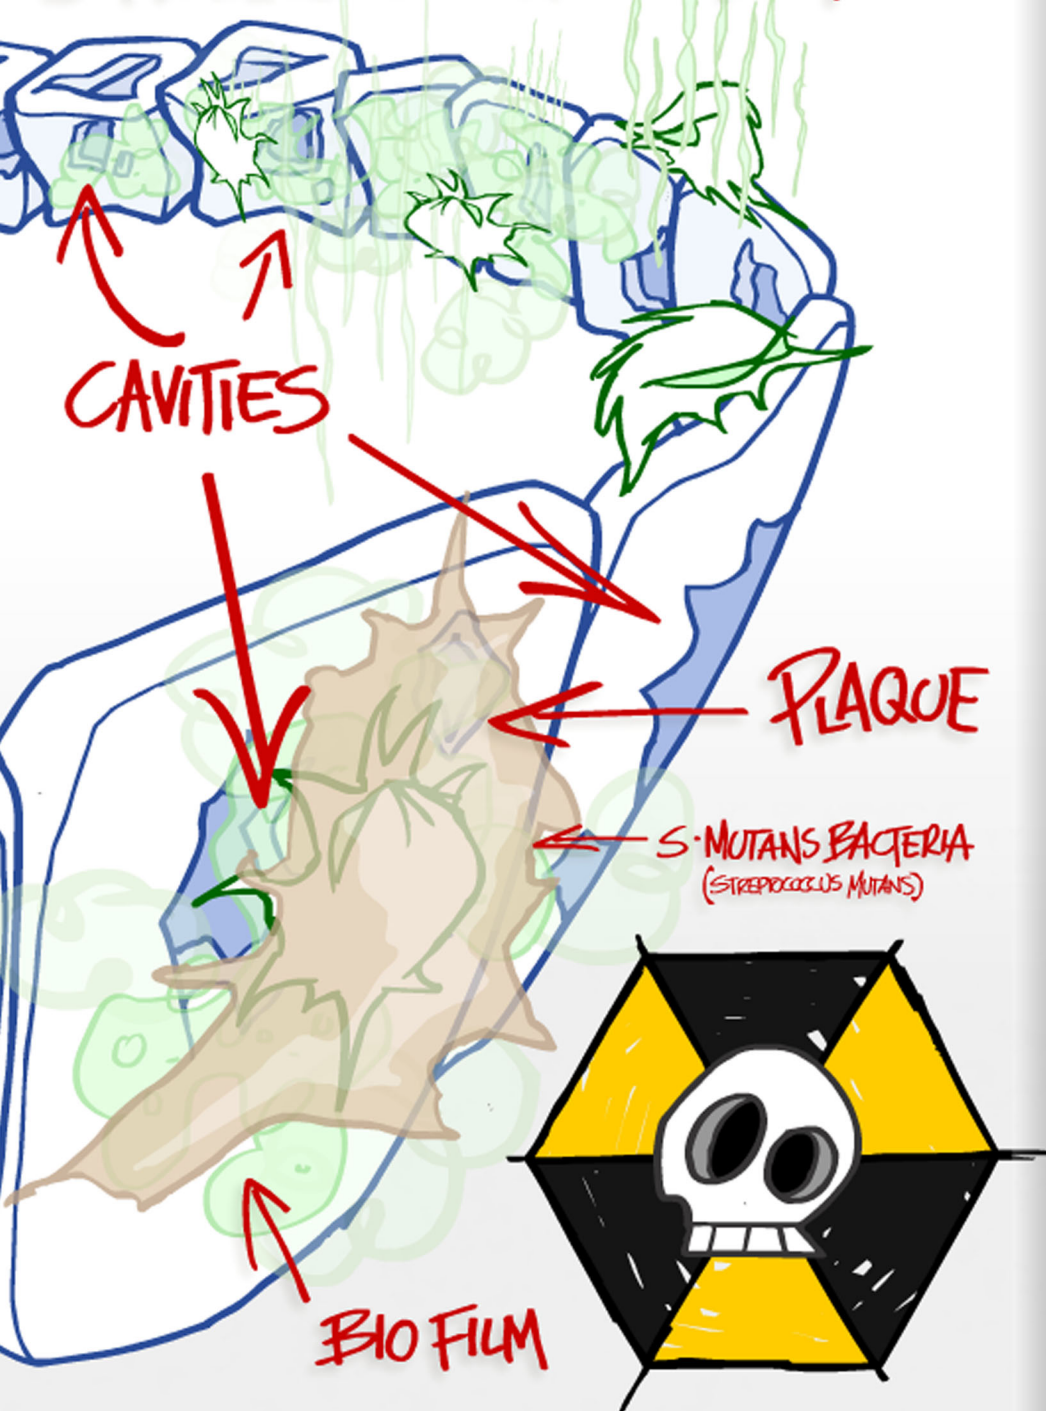 CAVITIES
PLAQUE
S. MUTANS BACTERIA
(STREPTOCOCCUS MUTANS)
BIO FILM